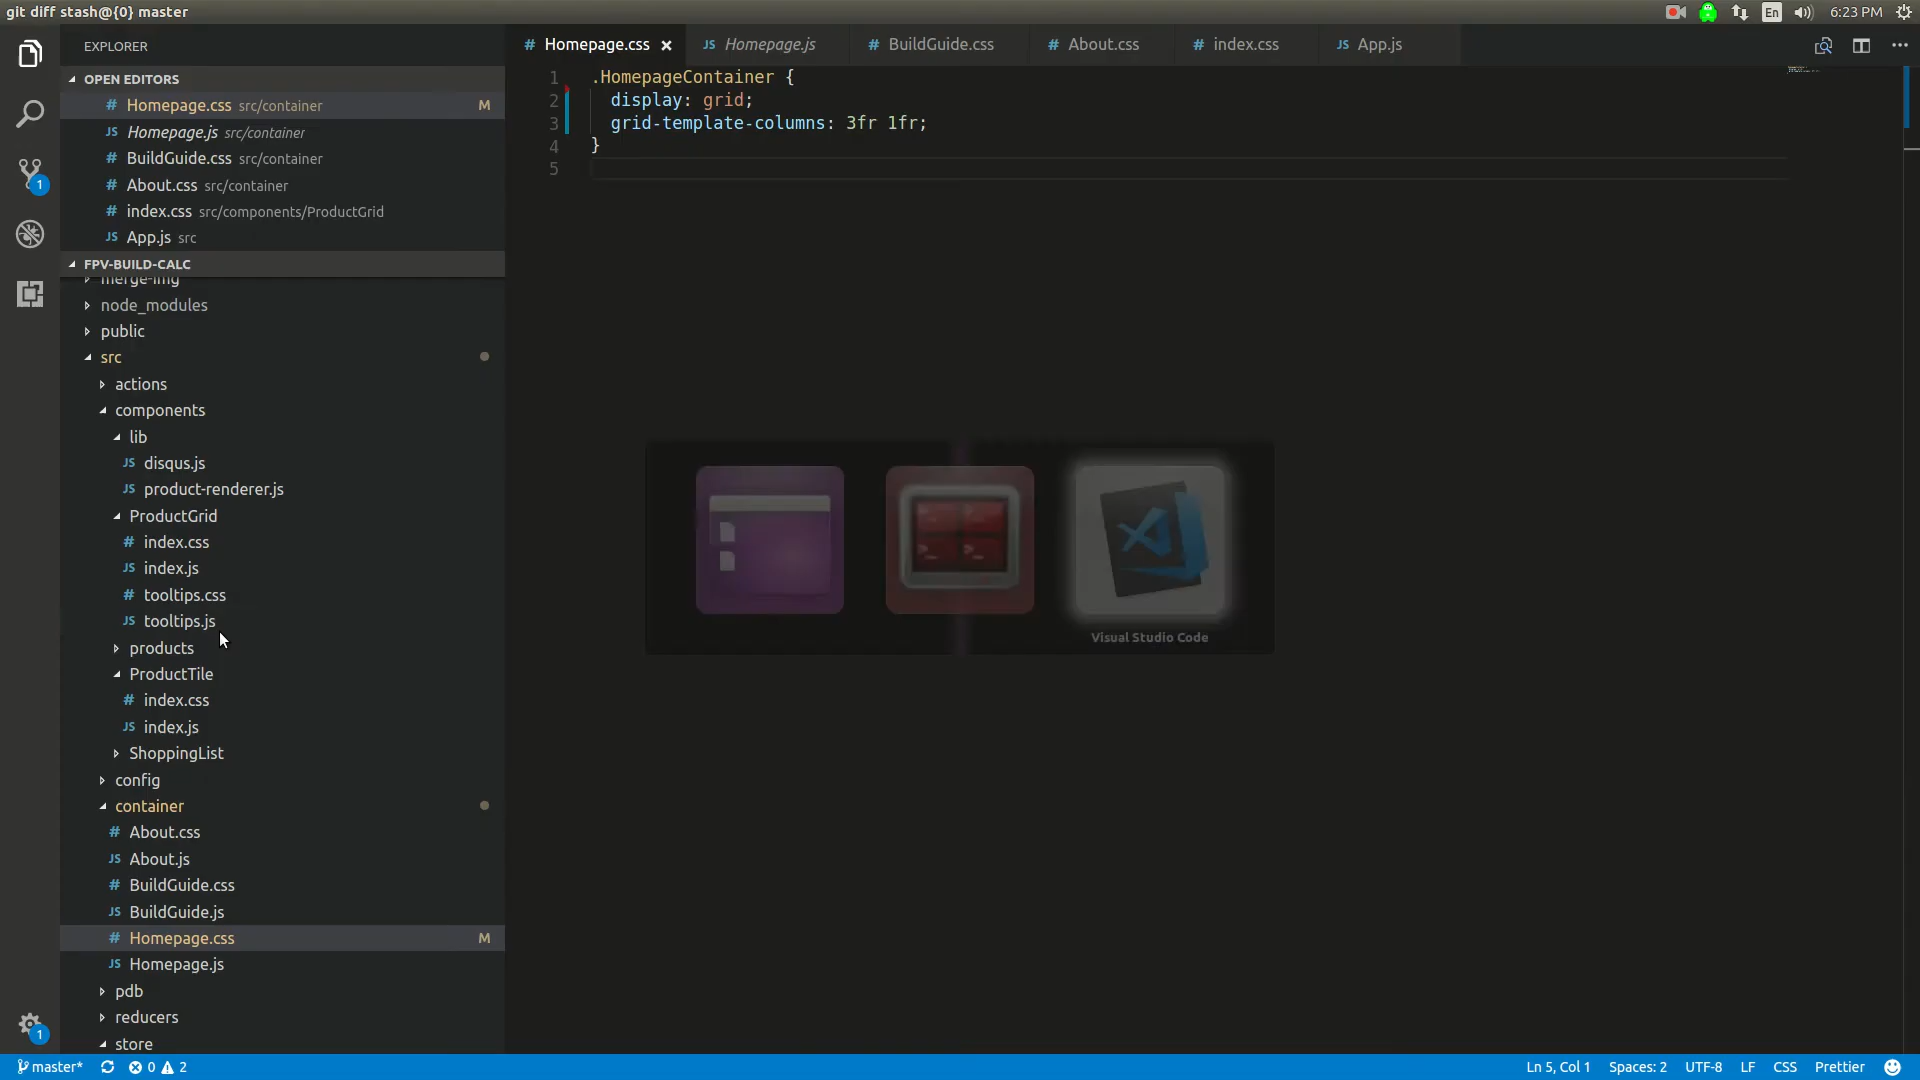 git diff stash@{0} master
En
6:23 PM
EXPLORER
OPEN EDITORS
# Homepage.css src/container M
JS Homepage.js src/container
# BuildGuide.css src/container
# About.css src/container
# index.css src/components/ProductGrid
JS App.js src
FPV-BUILD-CALC
merge-img
node_modules
public
src
actions
components
lib
JS disqus.js
JS product-renderer.js
ProductGrid
# index.css
JS index.js
# tooltips.css
JS tooltips.js
products
ProductTile
# index.css
JS index.js
ShoppingList
config
container
# About.css
JS About.js
# BuildGuide.css
JS BuildGuide.js
# Homepage.css M
JS Homepage.js
pdb
reducers
store
1
1
# Homepage.css
JS Homepage.js
# BuildGuide.css
# About.css
# index.css
JS App.js
1 .HomepageContainer {
2 display: grid;
3 grid-template-columns: 3fr 1fr;
4 }
5
Visual Studio Code
master*
0
2
Ln 5, Col 1
Spaces: 2
UTF-8
LF
CSS
Prettier